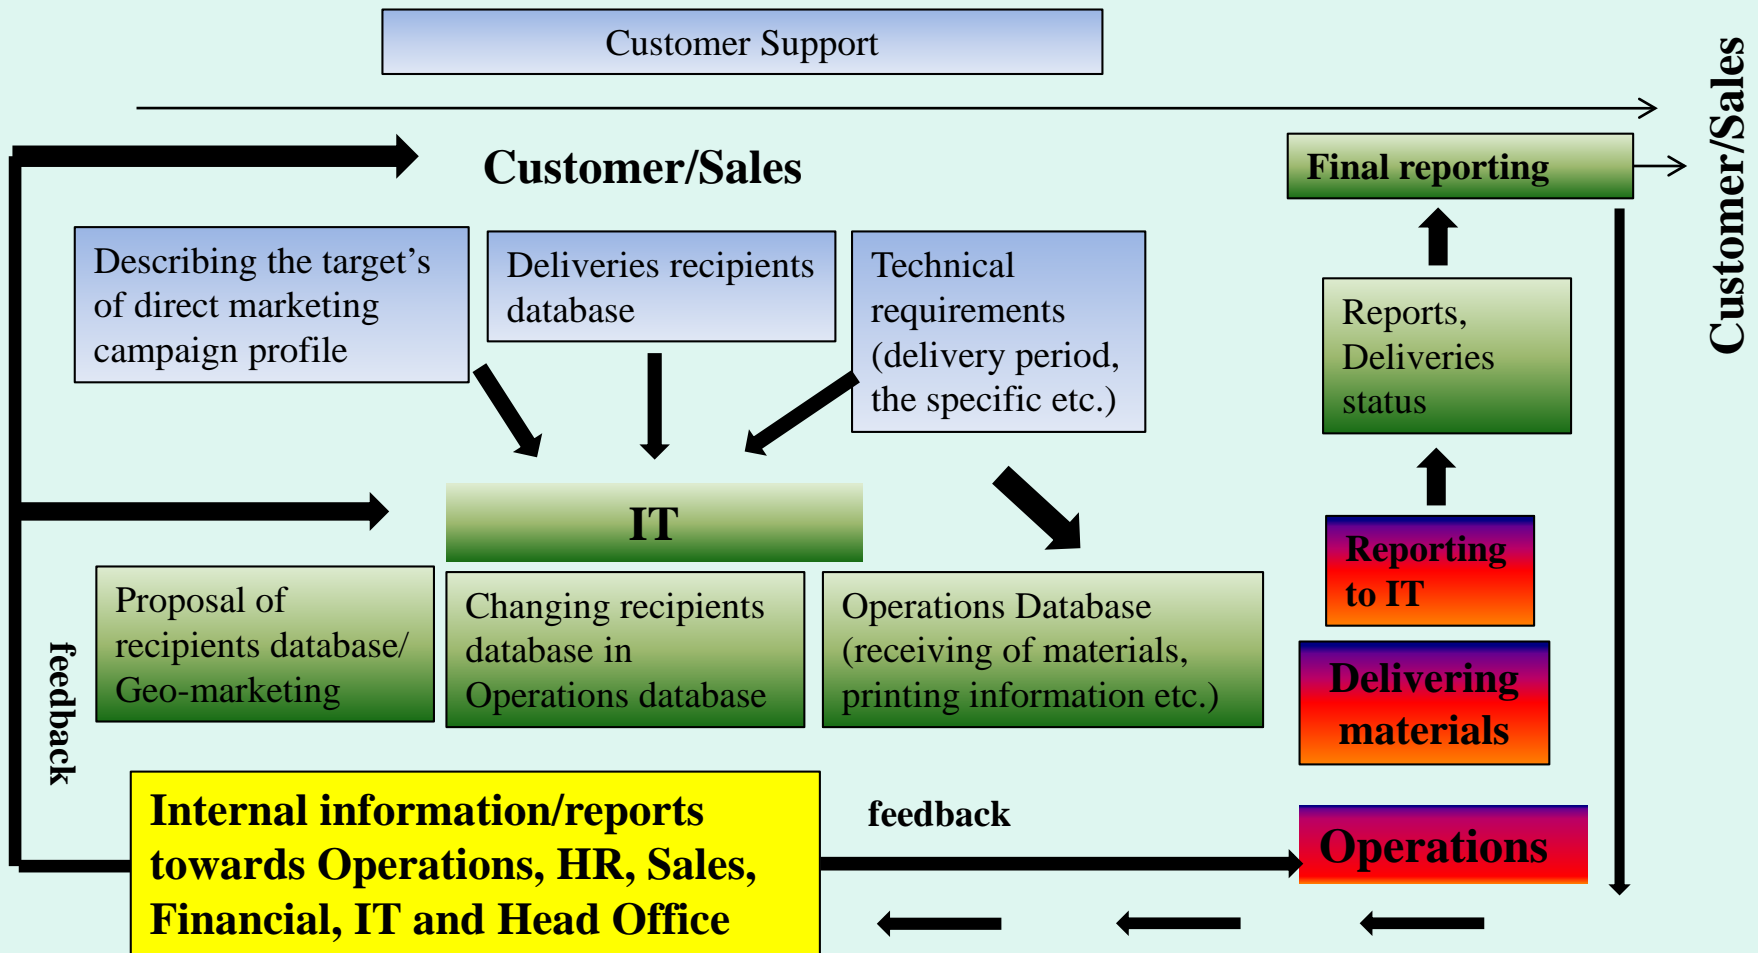 Customer Support
Customer/Sales
Customer/Sales
Final reporting
Describing the target’s
of direct marketing
campaign profile
Deliveries recipients
database
Technical
requirements
(delivery period,
the specific etc.)
Reports,
Deliveries
status
IT
Reporting
to IT
Proposal of
recipients database/
Geo-marketing
Changing recipients
database in
Operations database
Operations Database
(receiving of materials,
printing information etc.)
Delivering
materials
feedback
Internal information/reports
towards Operations, HR, Sales,
Financial, IT and Head Office
feedback
Operations